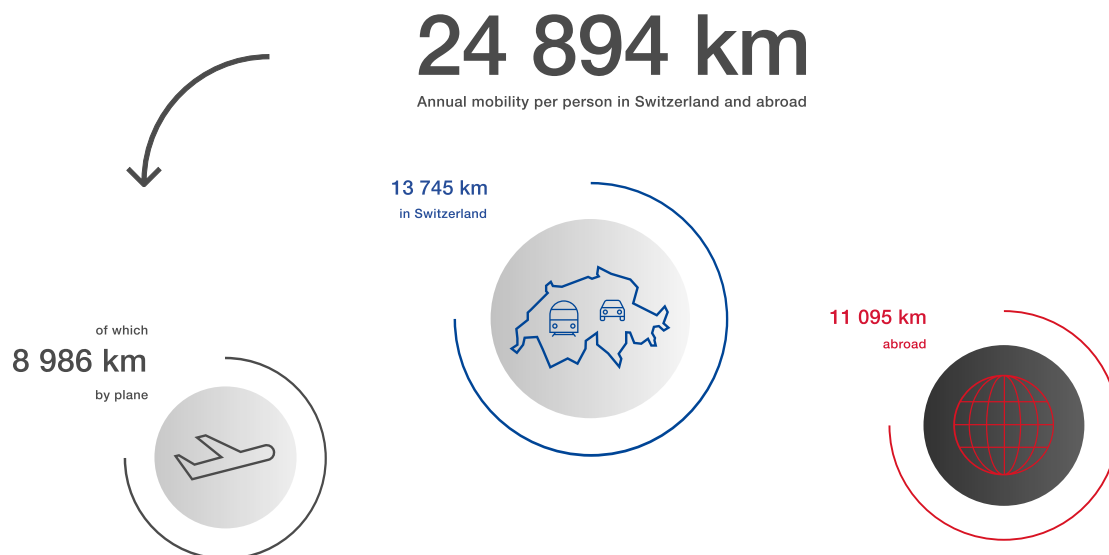 24 894 km
Annual mobility per person in Switzerland and abroad
13 745 km
in Switzerland
11 095 km
abroad
of which
8 986 km
by plane